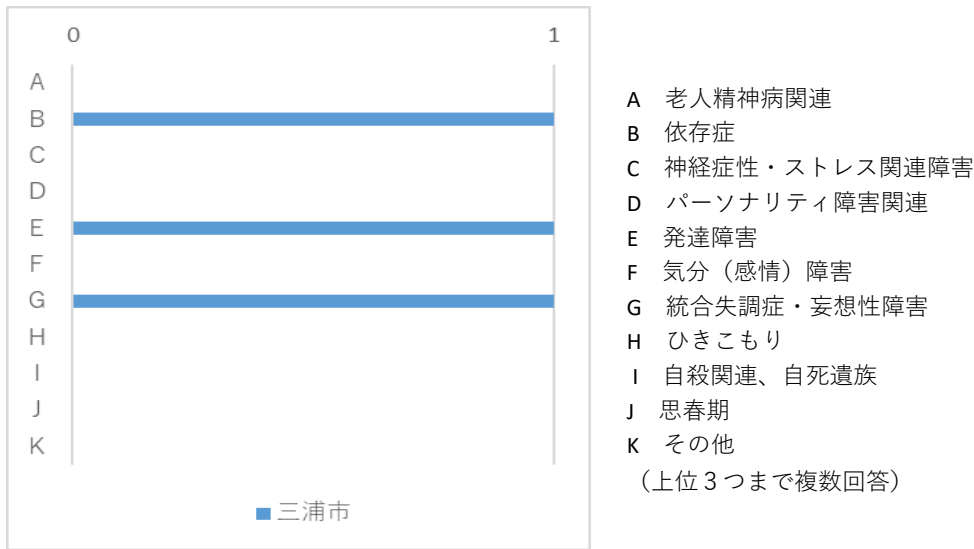 0 1
A
B
C
D
E
F
G
H
I
J
K
三浦市
A 老人精神病関連
B 依存症
C 神経症性・ストレス関連障害
D パーソナリティ障害関連
E 発達障害
F 気分（感情）障害
G 統合失調症・妄想性障害
H ひきこもり
I 自殺関連、自死遺族
J 思春期
K その他
（上位３つまで複数回答）